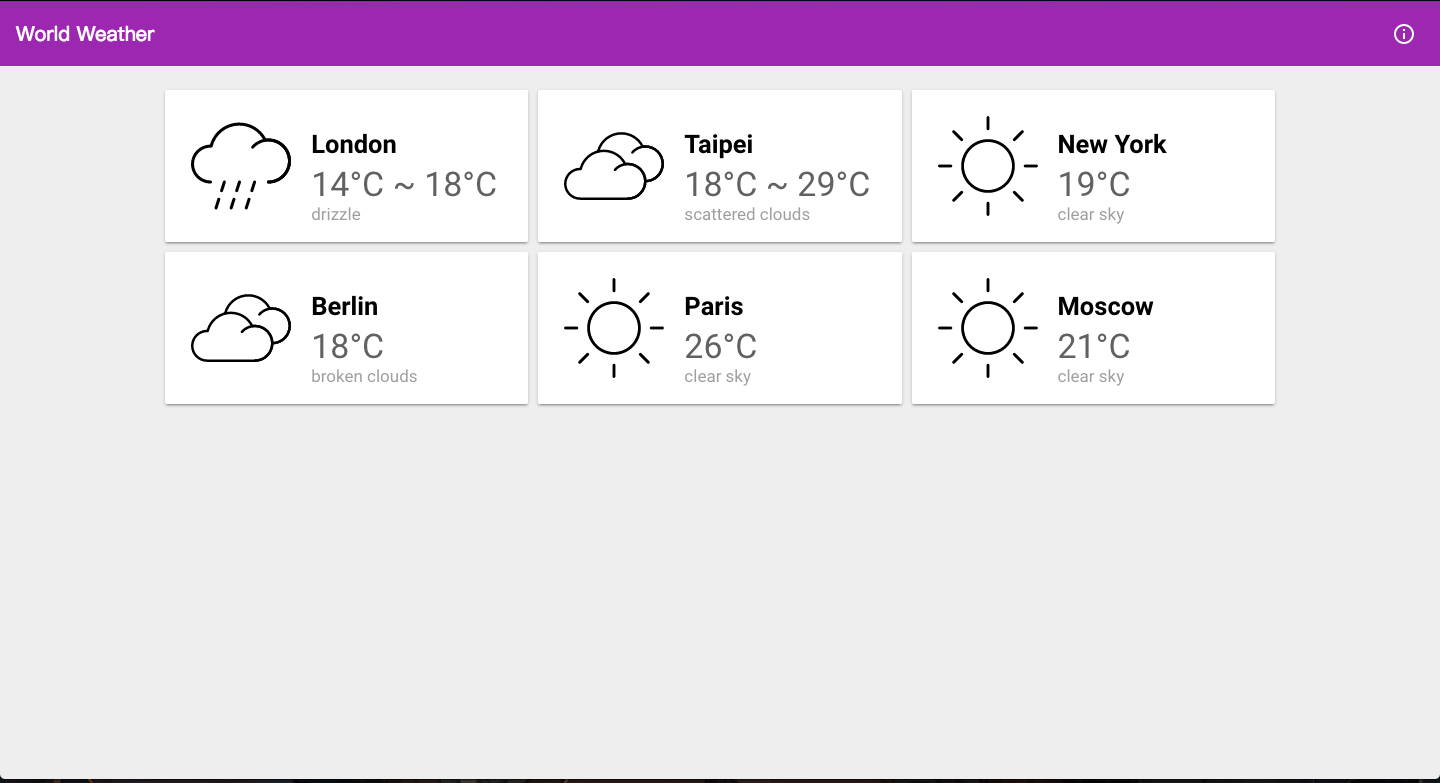 World Weather
London
14°C ~ 18°C
drizzle
Taipei
18°C ~ 29°C
scattered clouds
New York
19°C
clear sky
Berlin
18°C
broken clouds
Paris
26°C
clear sky
Moscow
21°C
clear sky